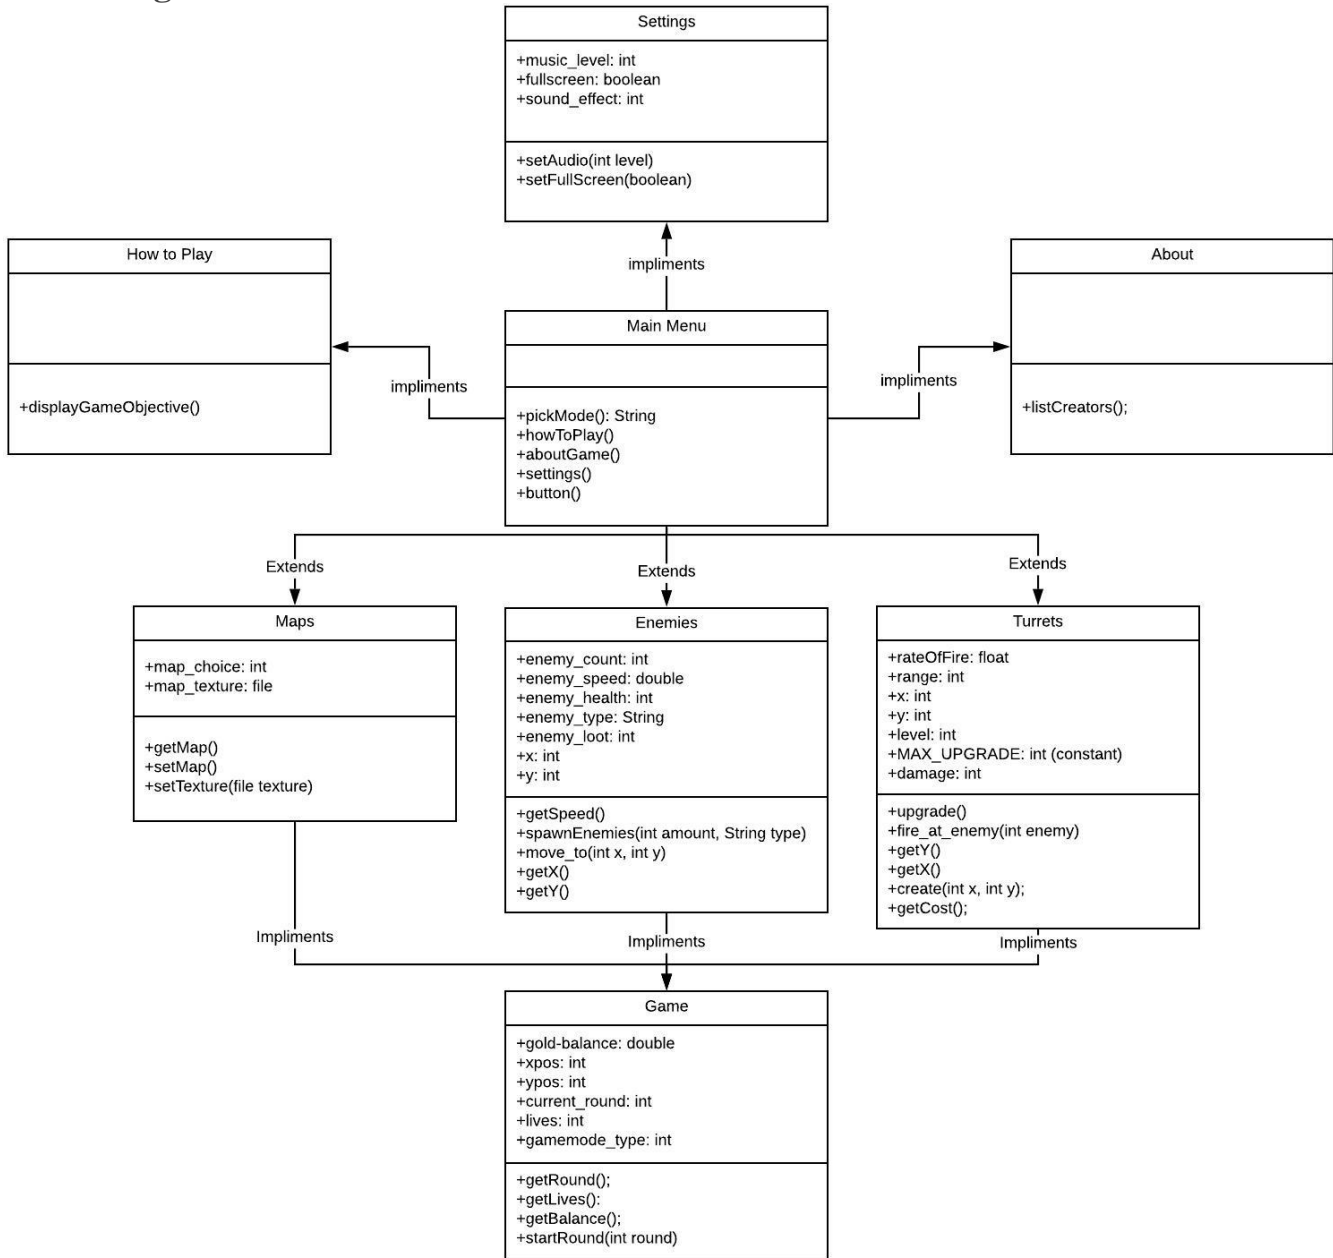 Settings
+music_level: int
+fullscreen: boolean
+sound_effect: int
+setAudio(int level)
+setFullScreen(boolean)
How to Play
+displayGameObjective()
impliments
About
+listCreators();
Main Menu
+pickMode(): String
+howToPlay()
+aboutGame()
+settings()
+button()
impliments
impliments
Extends
Extends
Extends
Maps
+map_choice: int
+map_texture: file
+getMap()
+setMap()
+setTexture(file texture)
Enemies
+enemy_count: int
+enemy_speed: double
+enemy_health: int
+enemy_type: String
+enemy_loot: int
+x: int
+y: int
+getSpeed()
+spawnEnemies(int amount, String type)
+move_to(int x, int y)
+getX()
+getY()
Turrets
+rateOfFire: float
+range: int
+x: int
+y: int
+level: int
+MAX_UPGRADE: int (constant)
+damage: int
+upgrade()
+fire_at_enemy(int enemy)
+getY()
+getX()
+create(int x, int y);
+getCost();
Impliments
Impliments
Impliments
Game
+gold-balance: double
+xpos: int
+ypos: int
+current_round: int
+lives: int
+gamemode_type: int
+getRound();
+getLives():
+getBalance();
+startRound(int round)